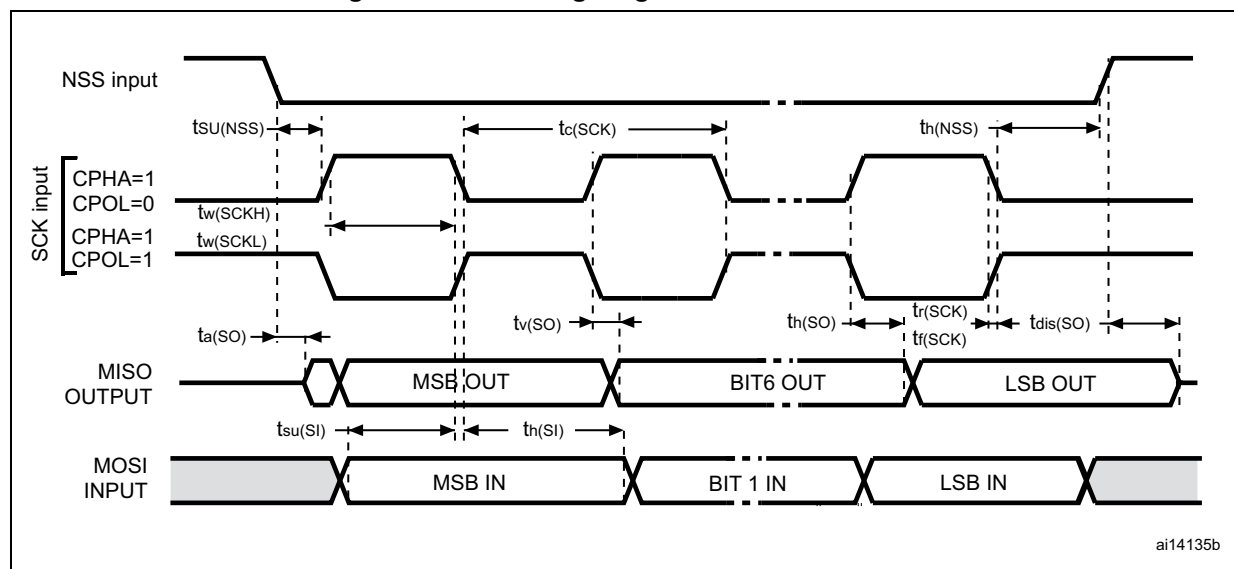 NSS input
tSU(NSS)
tc(SCK)
th(NSS)
SCK input
CPHA=1
CPOL=0
tw(SCKH)
CPHA=1
tw(SCKL)
CPOL=1
ta(SO)
tv(SO)
th(SO)
tr(SCK)
tf(SCK)
tdis(SO)
MISO
OUTPUT
MSB OUT
BIT6 OUT
LSB OUT
tsu(SI)
th(SI)
MOSI
INPUT
MSB IN
BIT 1 IN
LSB IN
ai14135b